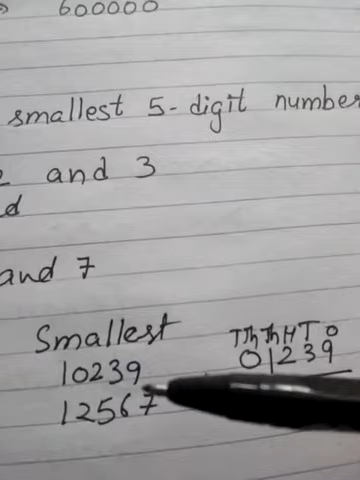 600000
smallest 5-digit number
and 3
and 7
Smallest
10239
12567
TTh Th H T O
01239